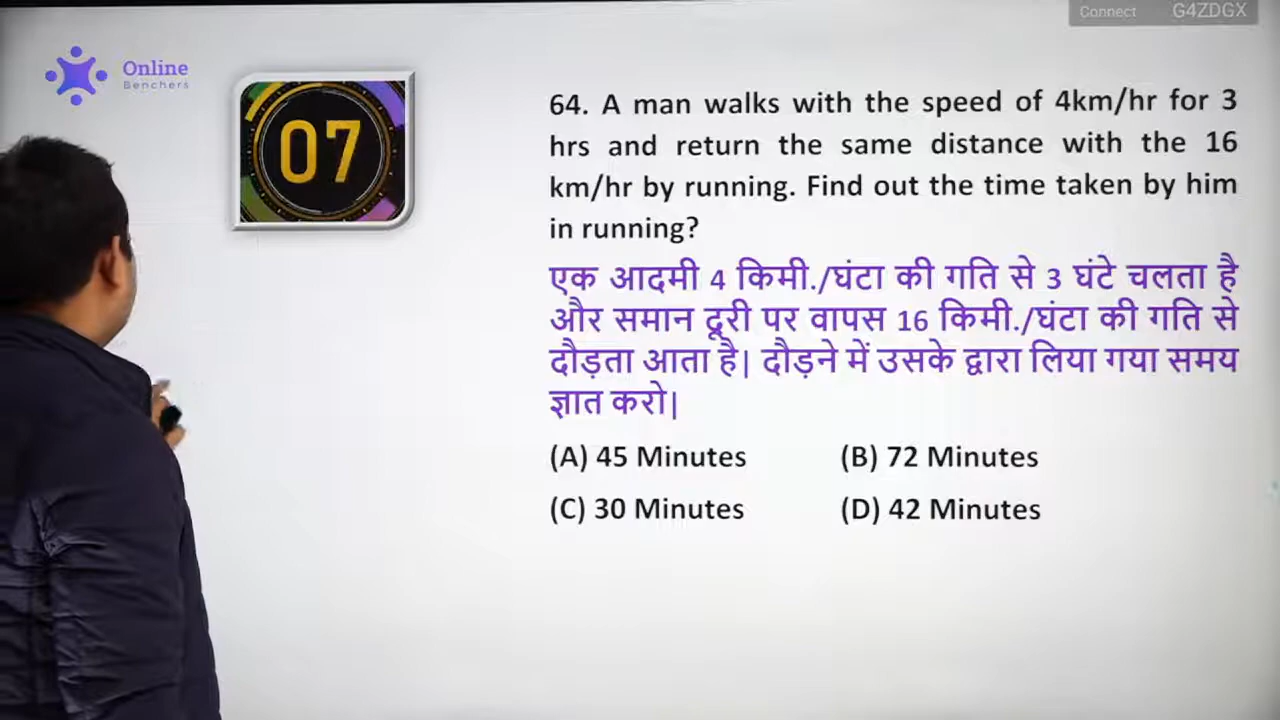 Connect G4ZDGX
Online
Benchers
07
64. A man walks with the speed of 4km/hr for 3
hrs and return the same distance with the 16
km/hr by running. Find out the time taken by him
in running?
एक आदमी 4 किमी./घंटा की गति से 3 घंटे चलता है
और समान दूरी पर वापस 16 किमी./घंटा की गति से
दौड़ता आता है| दौड़ने में उसके द्वारा लिया गया समय
ज्ञात करो|
(A) 45 Minutes (B) 72 Minutes
(C) 30 Minutes (D) 42 Minutes